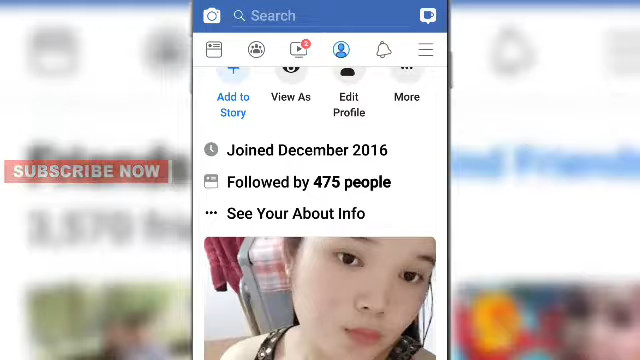 Search
2
Add to
Story
View As
Edit
Profile
More
Joined December 2016
Followed by 475 people
See Your About Info
SUBSCRIBE NOW